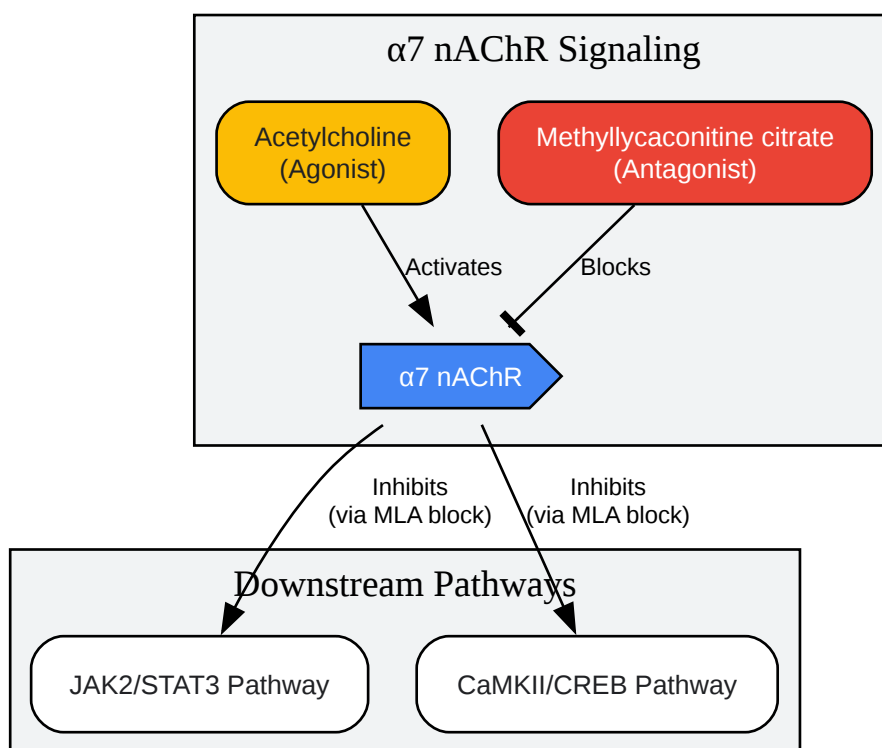 α7 nAChR Signaling
Acetylcholine
(Agonist)
Methyllycaconitine citrate
(Antagonist)
Activates
Blocks
α7 nAChR
Inhibits
(via MLA block)
Inhibits
(via MLA block)
Downstream Pathways
JAK2/STAT3 Pathway
CaMKII/CREB Pathway